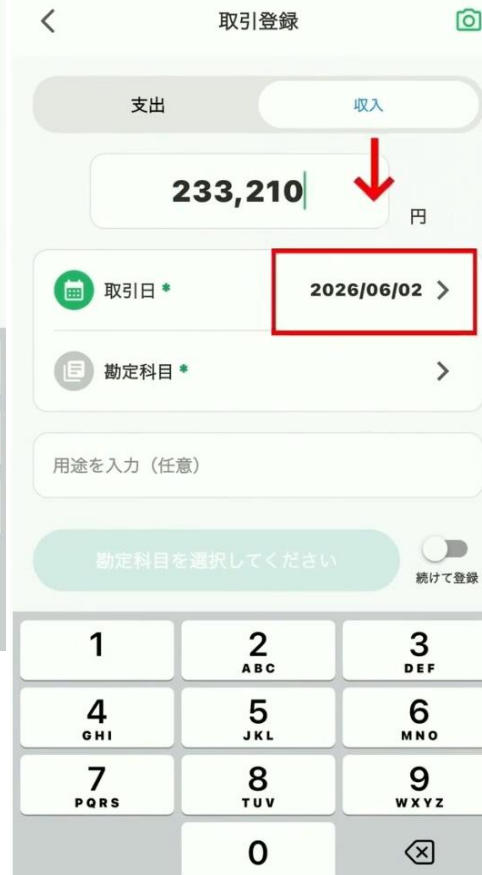 取引登録
支出
収入
233,210
円
取引日 *
2026/06/02
勘定科目 *
用途を入力（任意）
勘定科目を選択してください
続けて登録
1
2
ABC
3
DEF
4
GHI
5
JKL
6
MNO
7
PQRS
8
TUV
9
WXYZ
0